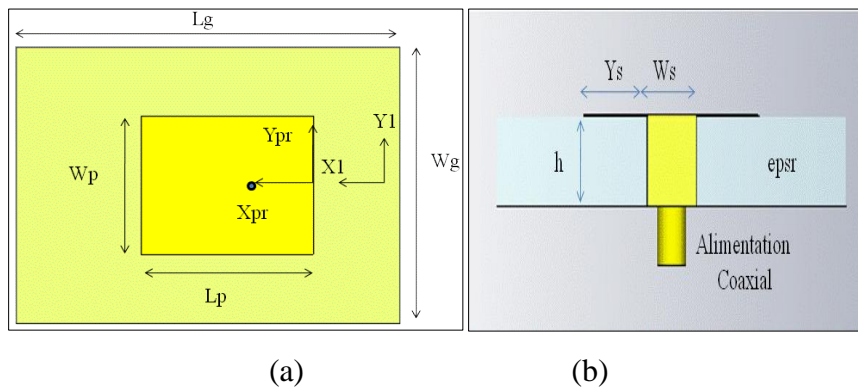 Lg
Ypr
Y1
Wp
X1
Wg
Xpr
Lp
Ys Ws
h
epsr
Alimentation
Coaxial
(a)
(b)